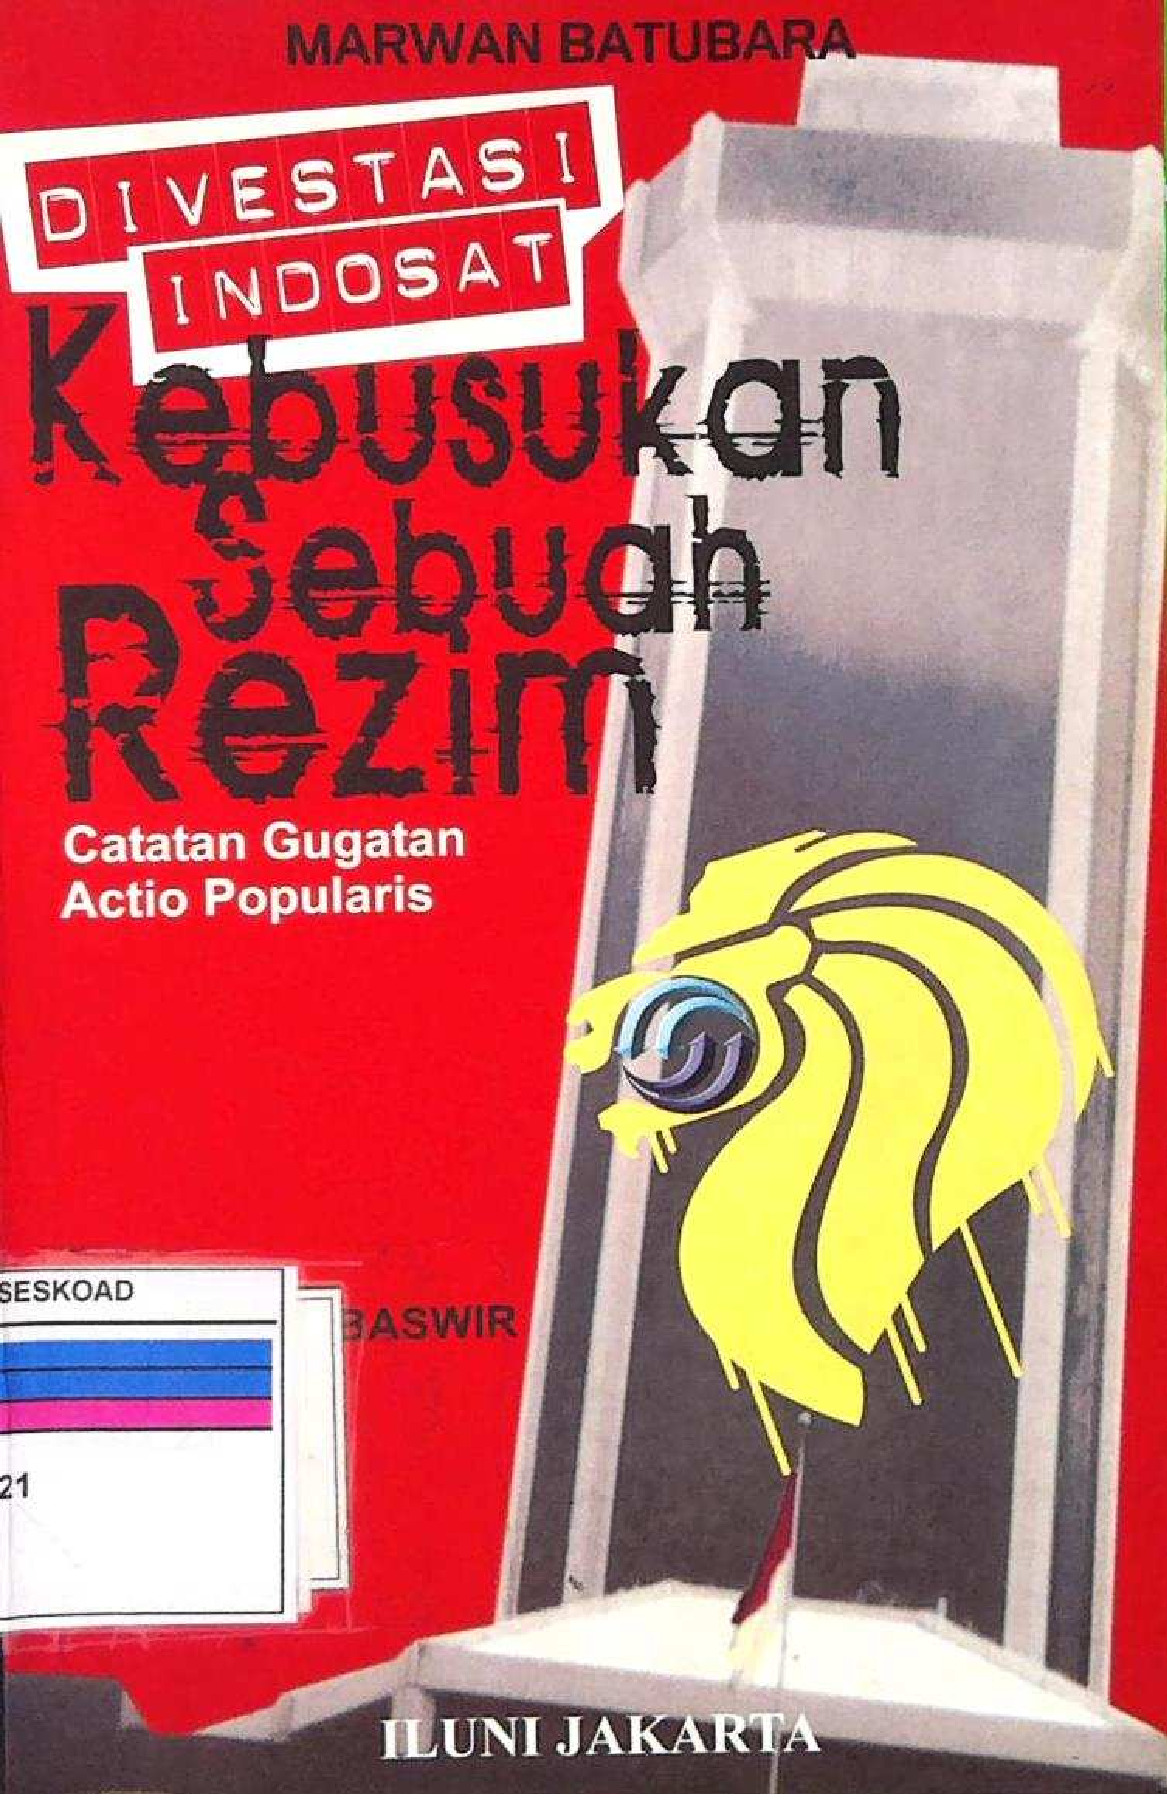 MARWAN BATUBARA
DIVESTASI
INDOSAT
Kebusukan
Sebuah
Rezim
Catatan Gugatan
Actio Popularis
SESKOAD
BASWIR
21
ILUNI JAKARTA